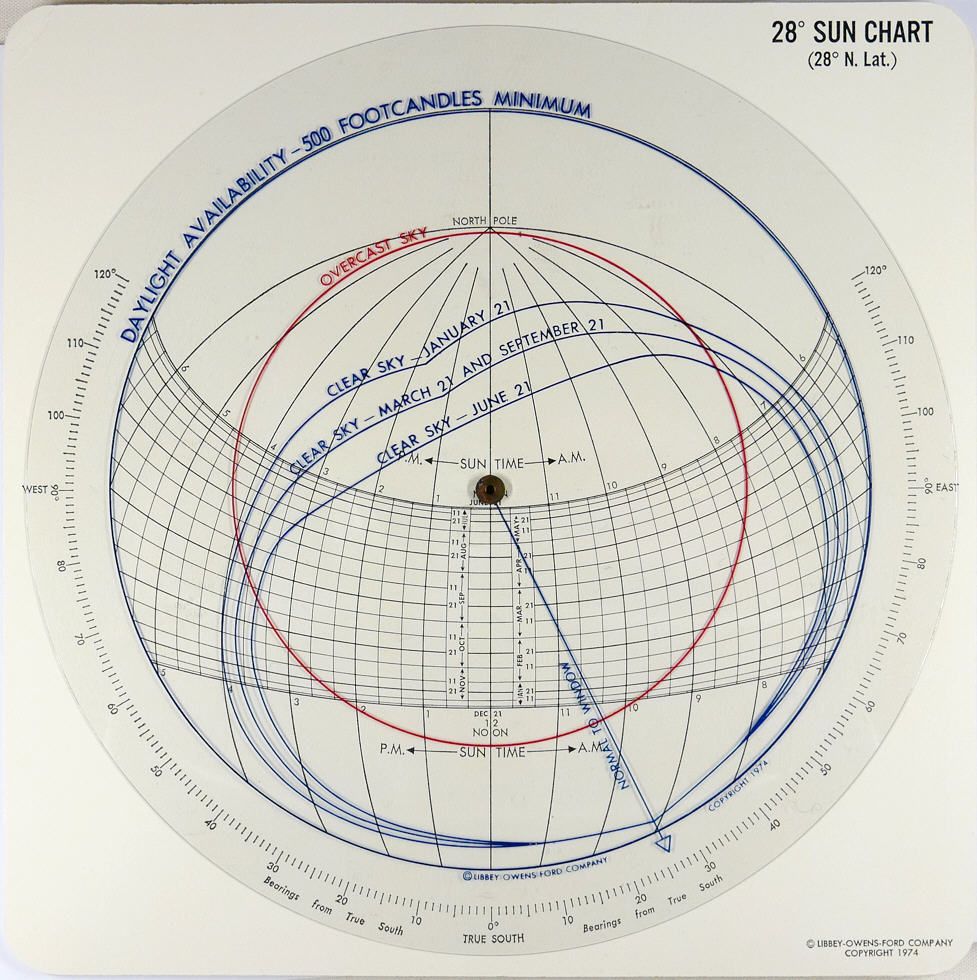 28° SUN CHART
(28° N. Lat.)
DAYLIGHT AVAILABILITY – 500 FOOTCANDLES MINIMUM
NORTH POLE
OVERCAST SKY
120°
120°
110
110
100
100
CLEAR SKY – JANUARY 21
CLEAR SKY – MARCH 21 AND SEPTEMBER 21
CLEAR SKY – JUNE 21
6
6
5
7
4
8
3
9
2
10
1
11
.M. SUN TIME A.M.
WEST 90°
90° EAST
11
21
AUG
11
21
SEP
11
21
OCT
11
21
NOV
11
21
MAY
21
APR
21
11
MAR
21
11
FEB
21
11
JAN
21
11
80
80
70
70
60
60
50
50
40
40
30
30
20
20
10
10
0°
5
4
3
2
1
DEC 21
12
NOON
11
10
9
8
7
P.M. SUN TIME A.M.
NORMAL TO WINDOW
COPYRIGHT 1974
© LIBBEY-OWENS-FORD COMPANY
Bearings from True South
TRUE SOUTH
Bearings from True South
© LIBBEY-OWENS-FORD COMPANY
COPYRIGHT 1974